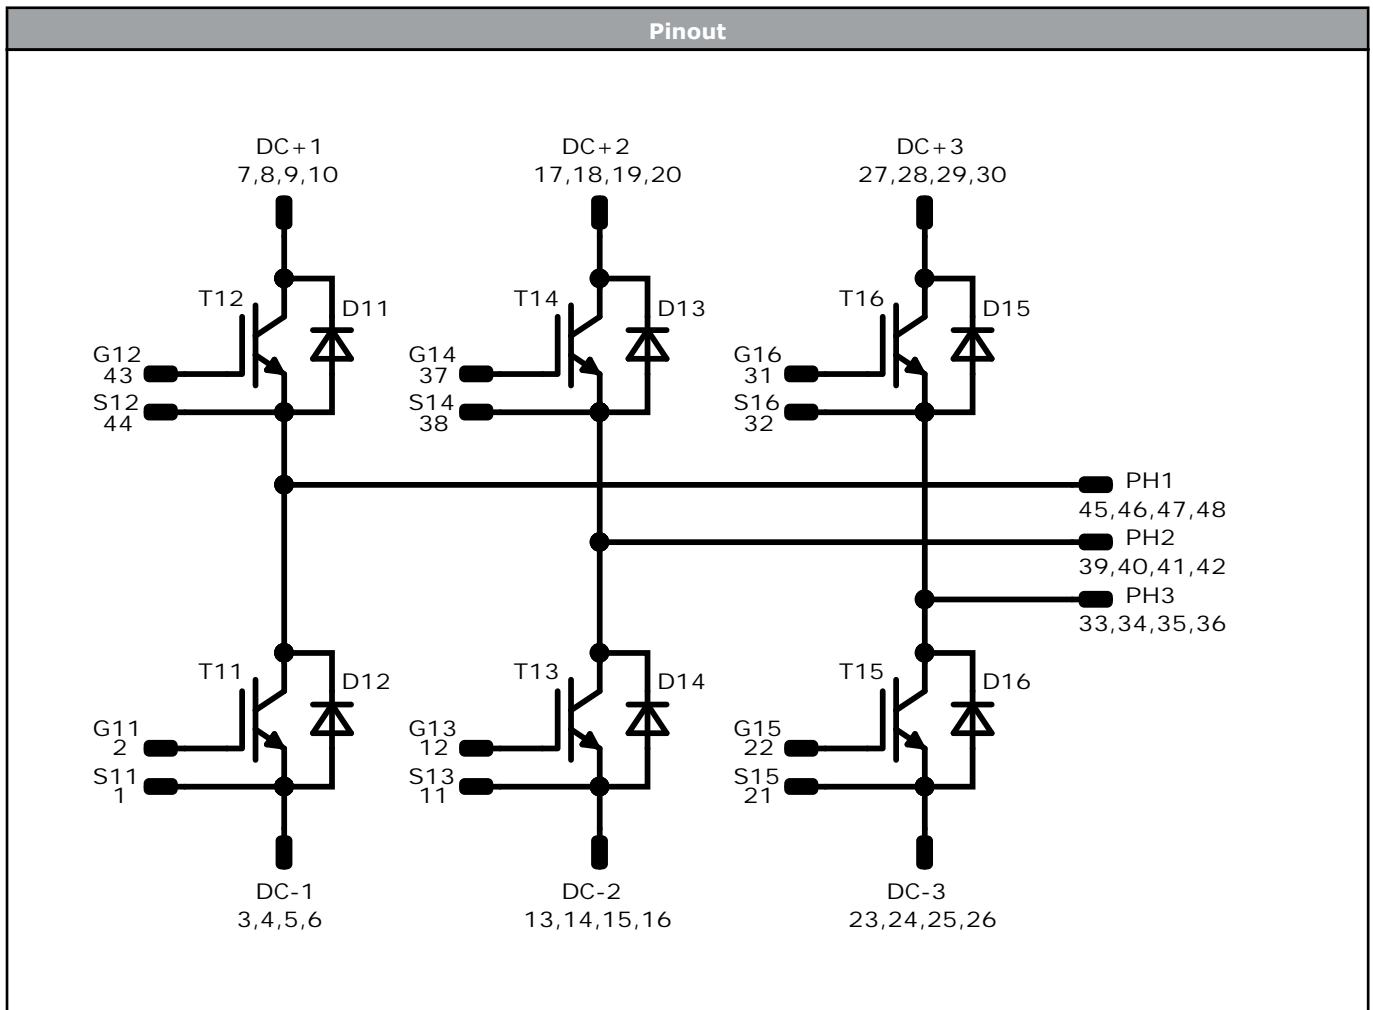 Pinout
DC+1
7,8,9,10
DC+2
17,18,19,20
DC+3
27,28,29,30
T12
D11
G12
43
S12
44
T14
D13
G14
37
S14
38
T16
D15
G16
31
S16
32
PH1
45,46,47,48
PH2
39,40,41,42
PH3
33,34,35,36
T11
D12
G11
2
S11
1
T13
D14
G13
12
S13
11
T15
D16
G15
22
S15
21
DC-1
3,4,5,6
DC-2
13,14,15,16
DC-3
23,24,25,26